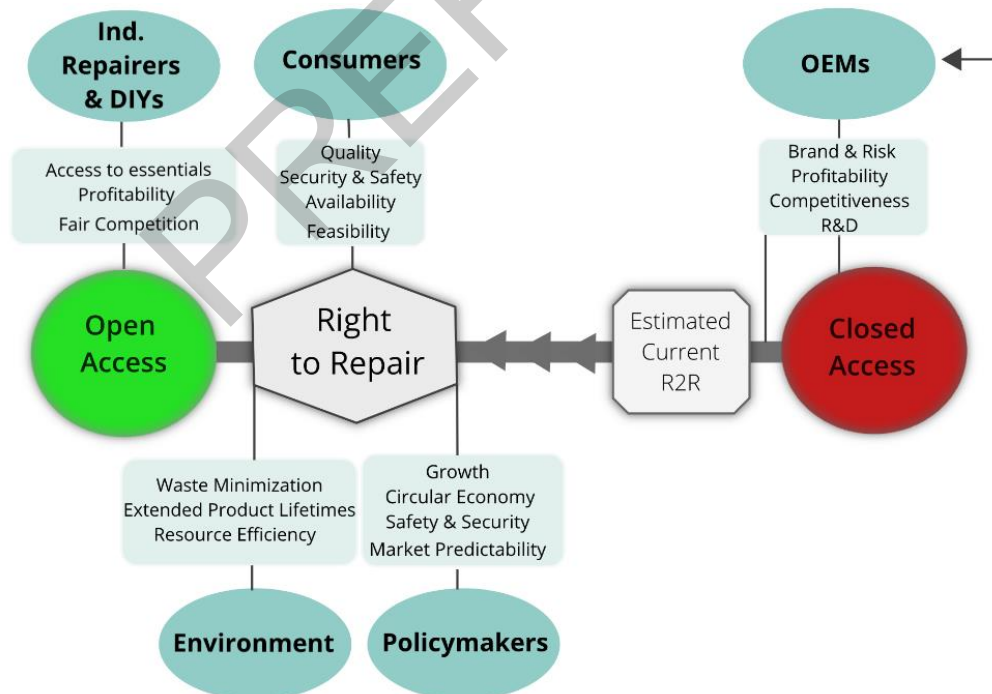 Ind.
Repairers
& DIYs
Consumers
OEMs
Access to essentials
Profitability
Fair Competition
Quality
Security & Safety
Availability
Feasibility
Brand & Risk
Profitability
Competitiveness
R&D
Open
Access
Right
to Repair
Estimated
Current
R2R
Closed
Access
Waste Minimization
Extended Product Lifetimes
Resource Efficiency
Growth
Circular Economy
Safety & Security
Market Predictability
Environment
Policymakers